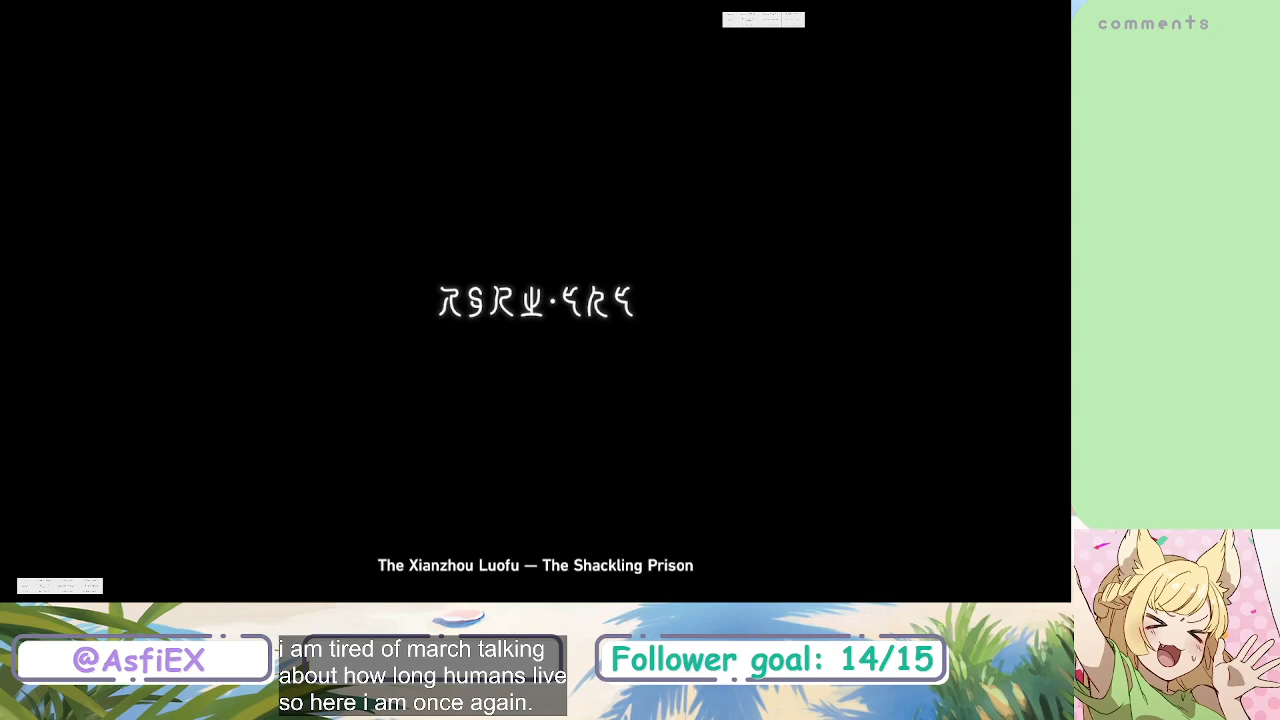 comments
The Xianzhou Luofu — The Shackling Prison
@AsfiEX
i am tired of march talking
about how long humans live
so here i am once again.
Follower goal: 14/15